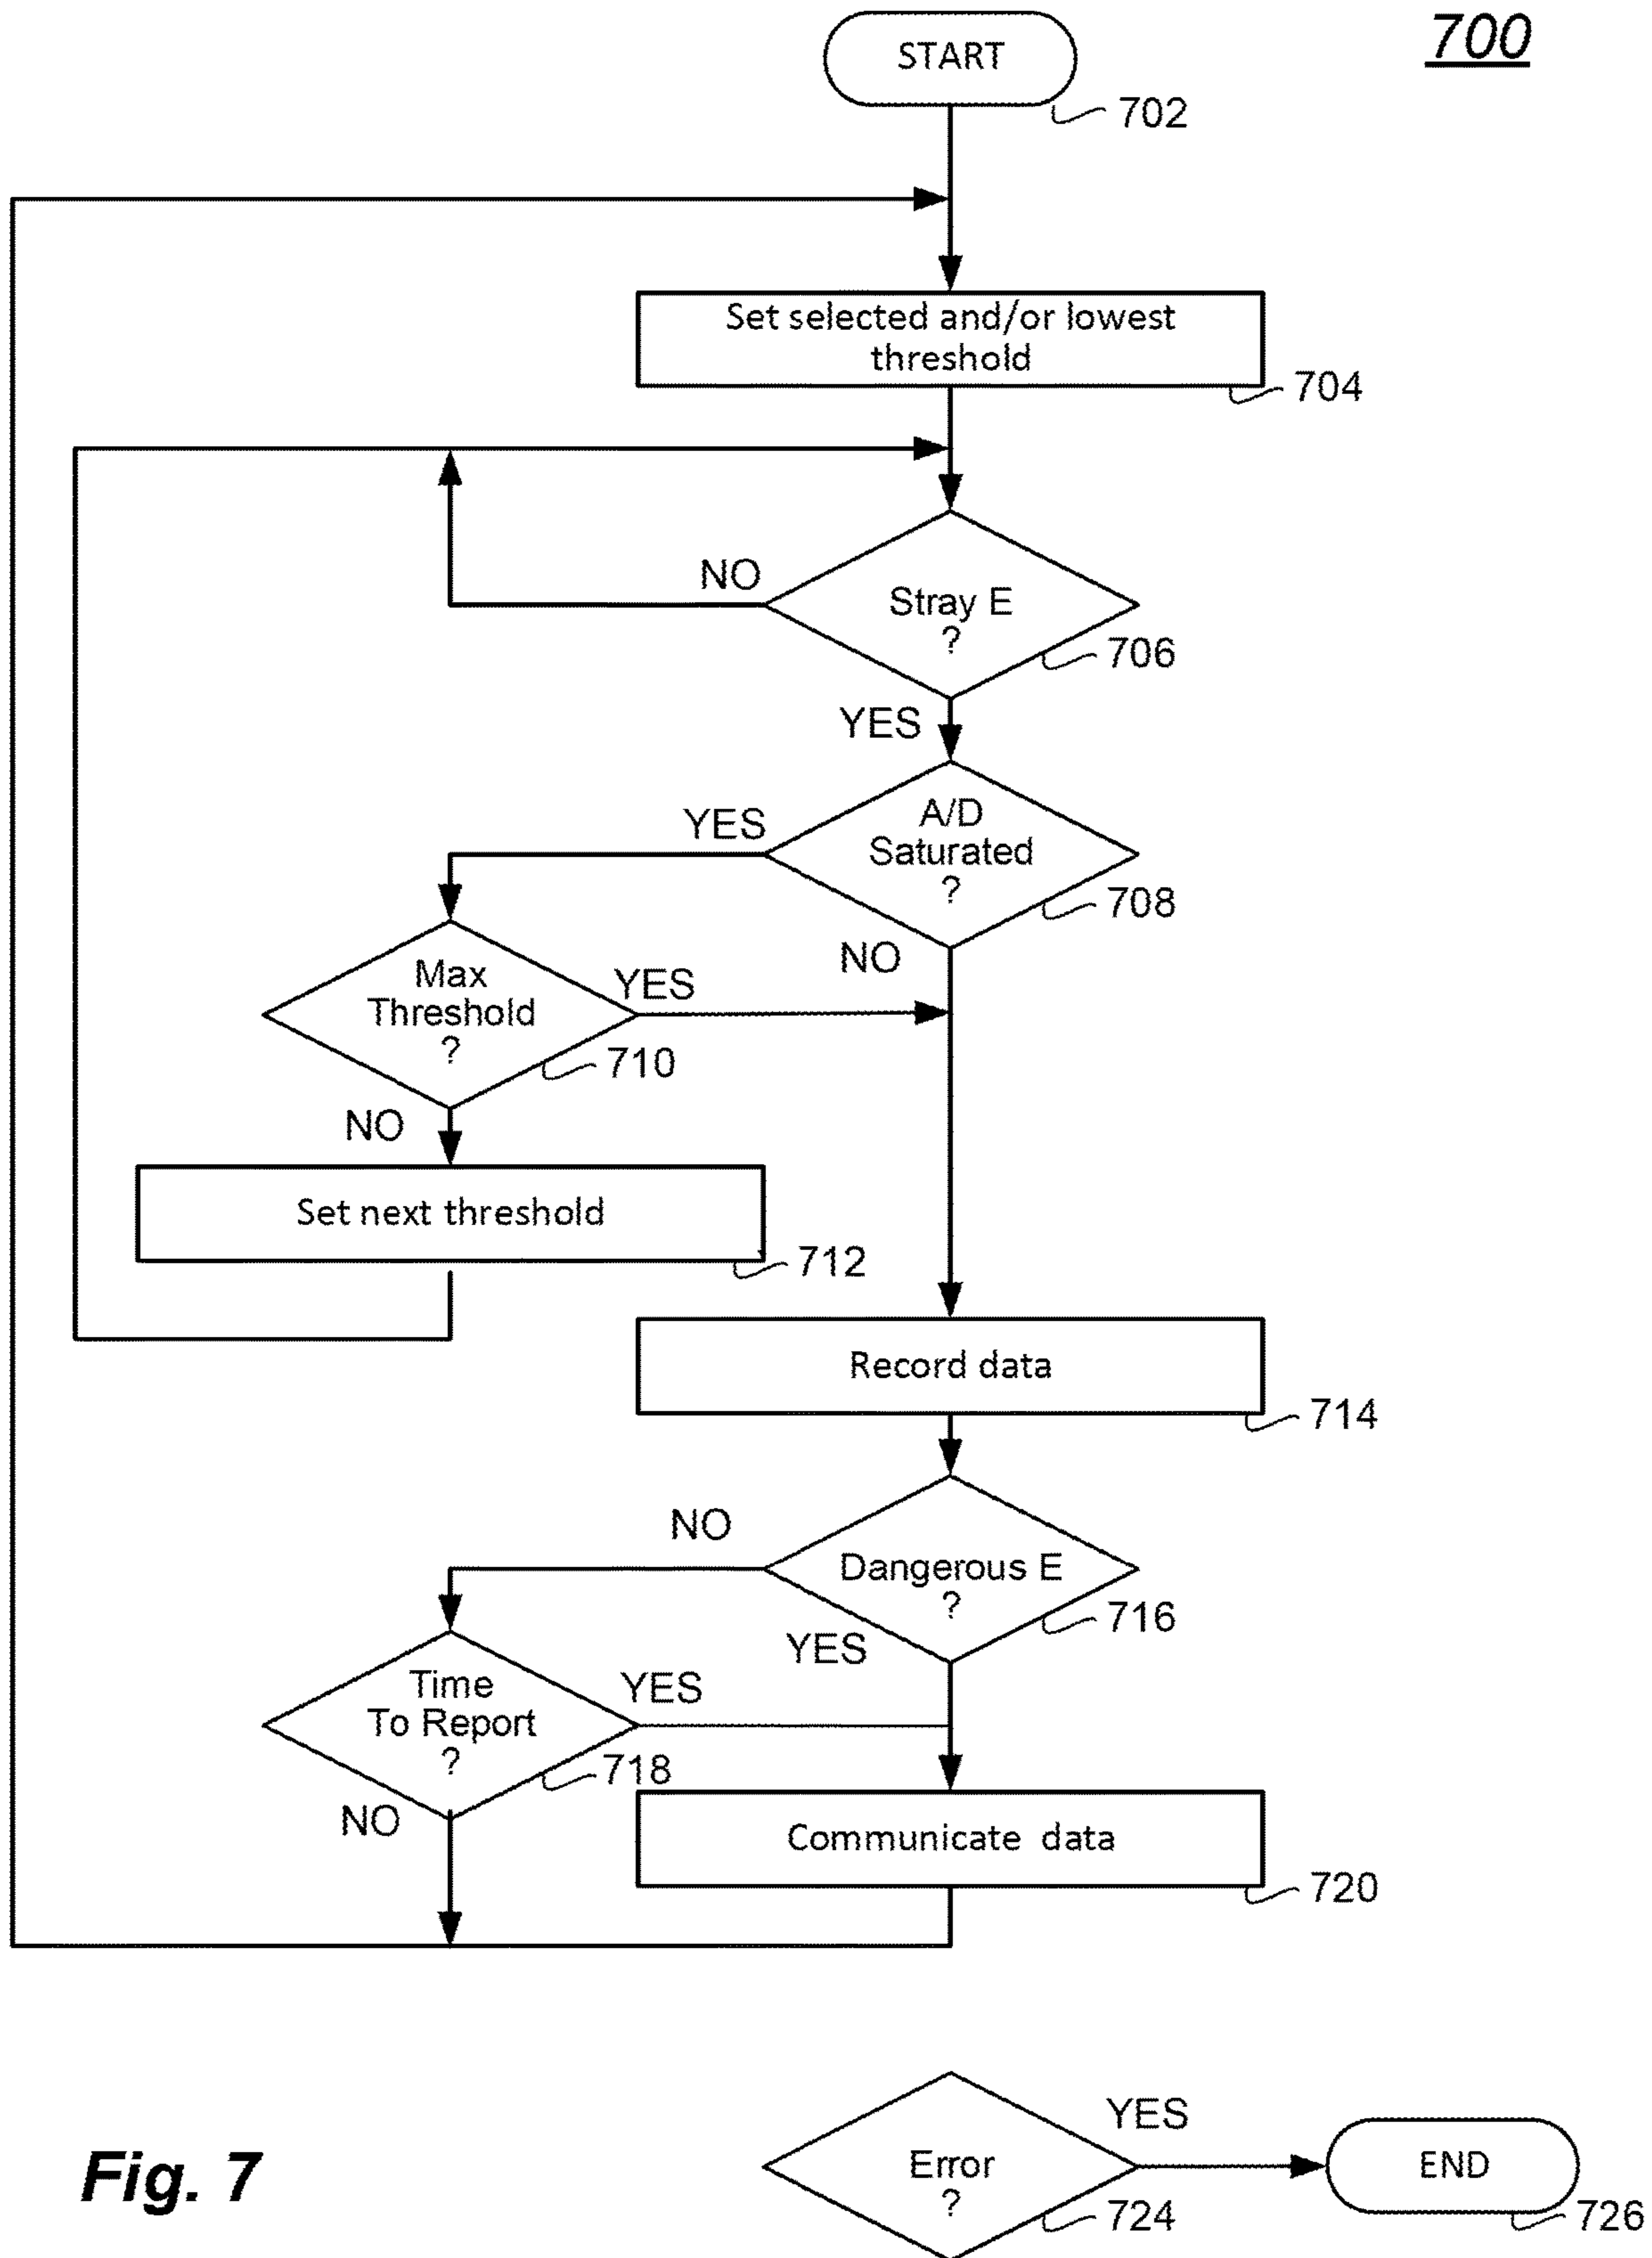 700
START
702
Set selected and/or lowest
threshold
704
NO
Stray E
?
706
YES
A/D
Saturated
?
YES
708
NO
Max
Threshold
?
YES
710
NO
Set next threshold
712
Record data
714
NO
Dangerous E
?
716
YES
Time
To Report
?
YES
718
NO
Communicate data
720
YES
Error
?
724
END
726
Fig. 7